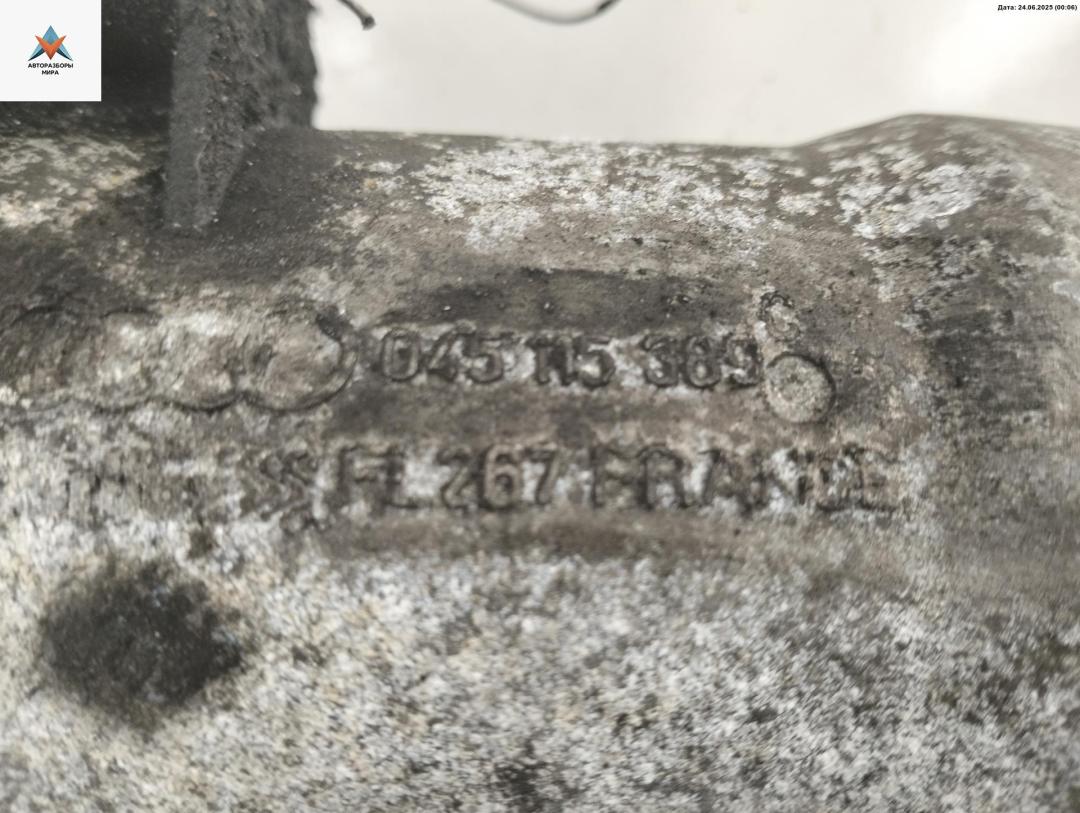 Дата: 24.06.2025 (00:06)
АВТОРАЗБОРЫ
МИРА
045 115 389
FL 267 FRANCE